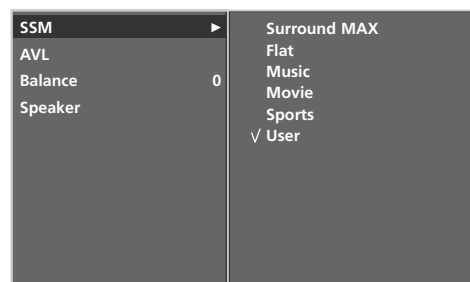 SSM ►
AVL
Balance 0
Speaker
Surround MAX
Flat
Music
Movie
Sports
√ User